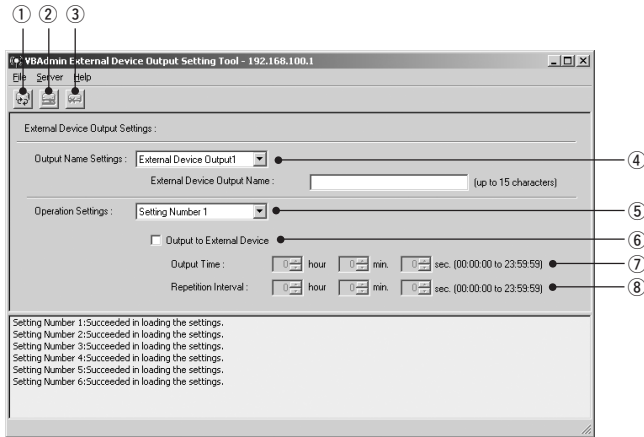 ① ② ③
VBAdmin External Device Output Setting Tool - 192.168.100.1
File Server Help
External Device Output Settings :
Output Name Settings : External Device Output1 ④
External Device Output Name : (up to 15 characters)
Operation Settings : Setting Number 1 ⑤
Output to External Device ⑥
Output Time : 0 hour 0 min. 0 sec. (00:00:00 to 23:59:59) ⑦
Repetition Interval : 0 hour 0 min. 0 sec. (00:00:00 to 23:59:59) ⑧
Setting Number 1:Succeeded in loading the settings.
Setting Number 2:Succeeded in loading the settings.
Setting Number 3:Succeeded in loading the settings.
Setting Number 4:Succeeded in loading the settings.
Setting Number 5:Succeeded in loading the settings.
Setting Number 6:Succeeded in loading the settings.